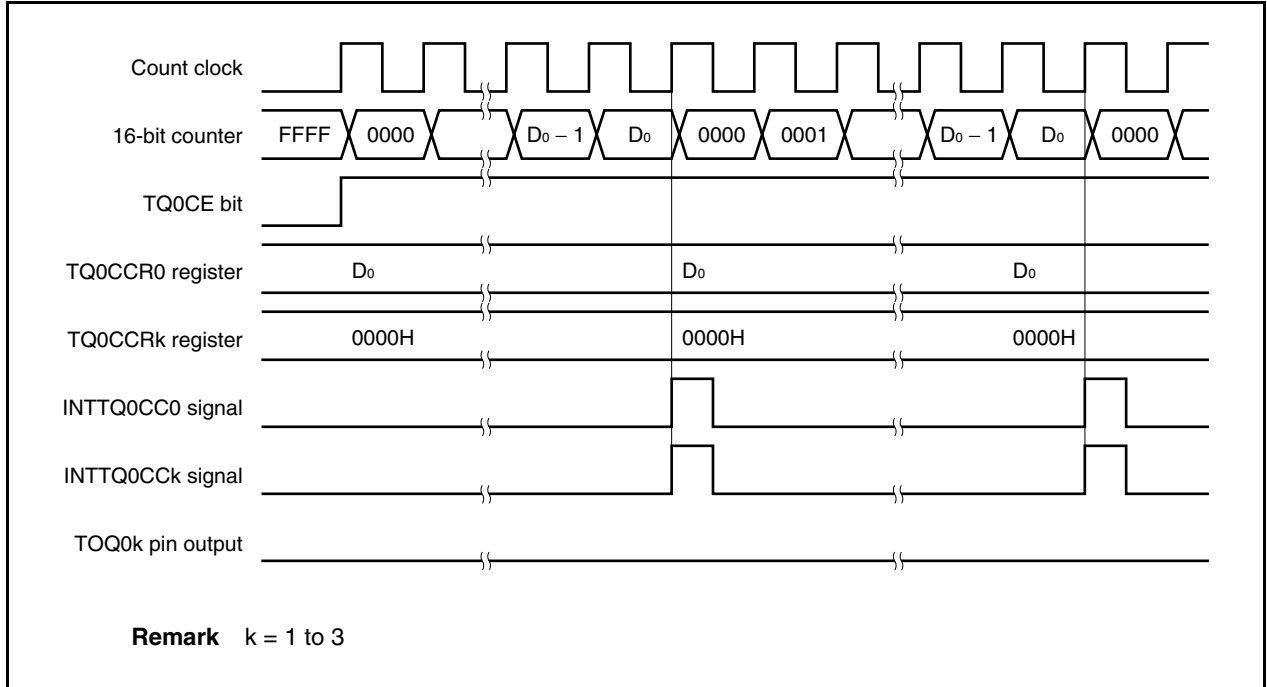 Count clock
16-bit counter FFFF 0000 D₀ − 1 D₀ 0000 0001 D₀ − 1 D₀ 0000
TQ0CE bit
TQ0CCR0 register D₀ D₀ D₀
TQ0CCRk register 0000H 0000H 0000H
INTTQ0CC0 signal
INTTQ0CCk signal
TOQ0k pin output
Remark k = 1 to 3